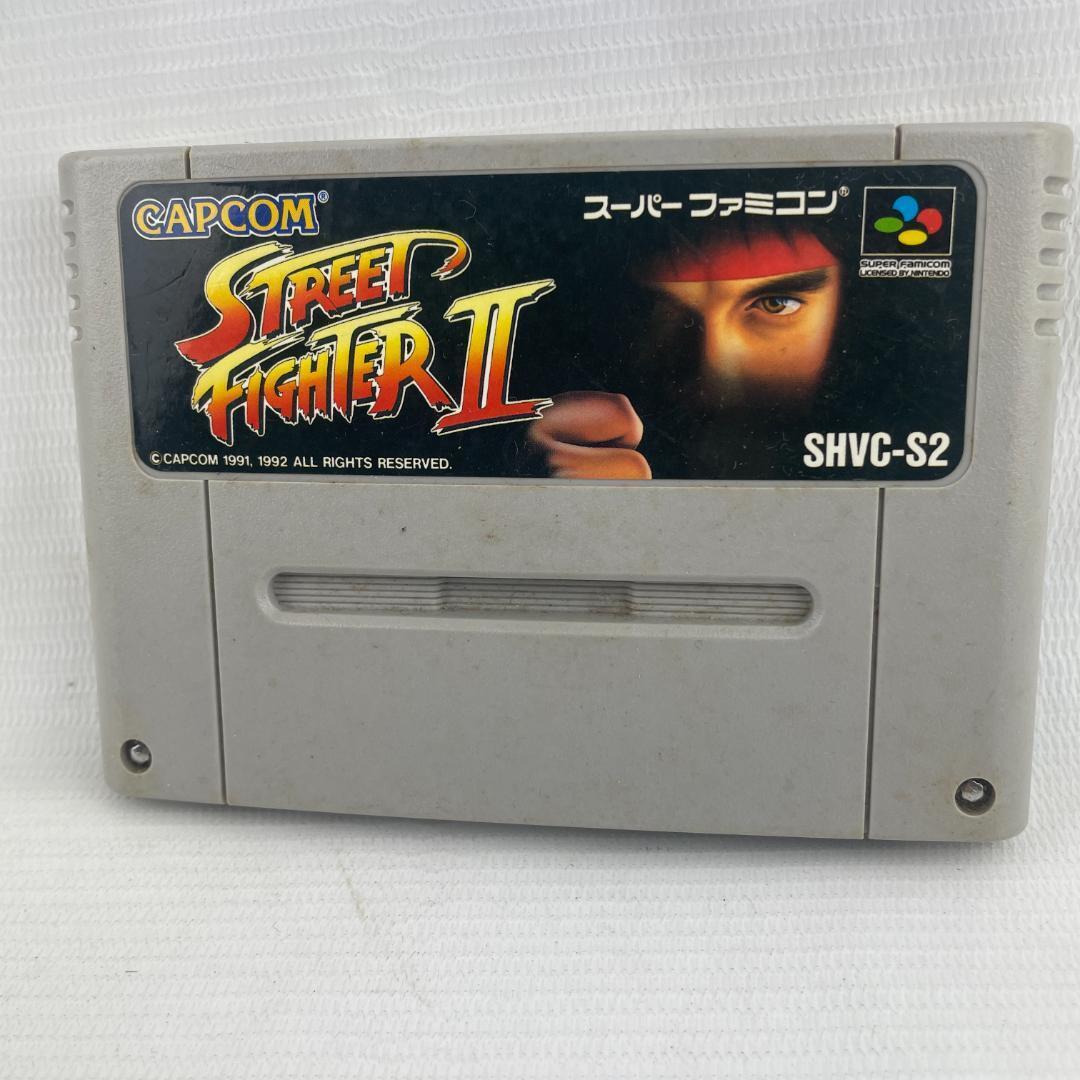 CAPCOM®
スーパーファミコン®
STREET
FIGHTER II
SUPER FAMICOM
LICENSED BY NINTENDO
©CAPCOM 1991, 1992 ALL RIGHTS RESERVED.
SHVC-S2